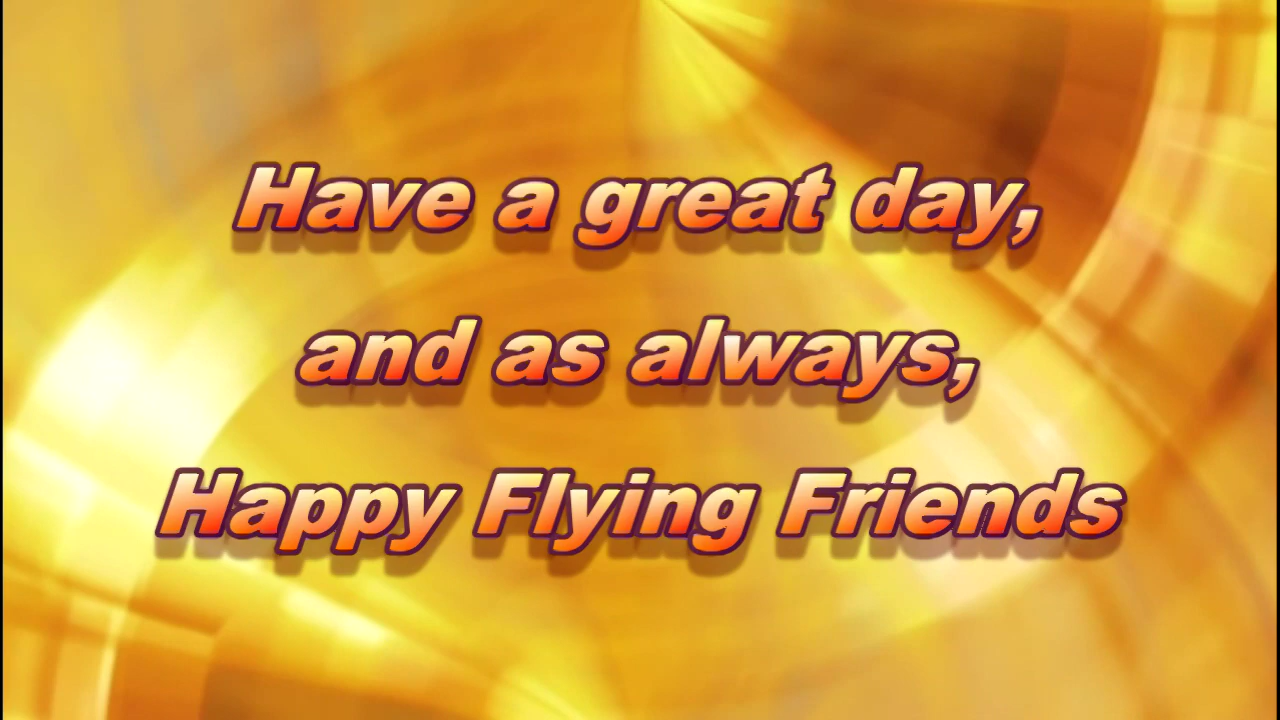 Have a great day,
and as always,
Happy Flying Friends